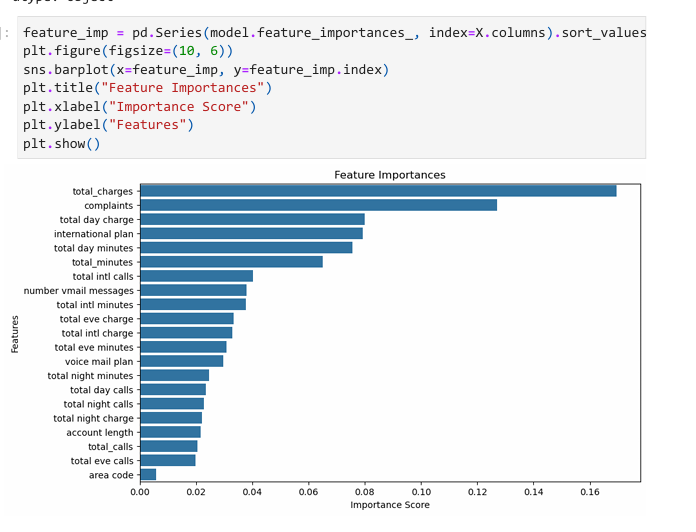 ]:
feature_imp = pd.Series(model.feature_importances_, index=X.columns).sort_values
plt.figure(figsize=(10, 6))
sns.barplot(x=feature_imp, y=feature_imp.index)
plt.title("Feature Importances")
plt.xlabel("Importance Score")
plt.ylabel("Features")
plt.show()
Feature Importances
total_charges
complaints
total day charge
international plan
total day minutes
total_minutes
total intl calls
number vmail messages
total intl minutes
total eve charge
total intl charge
total eve minutes
voice mail plan
total night minutes
total day calls
total night calls
total night charge
account length
total_calls
total eve calls
area code
Features
0.00 0.02 0.04 0.06 0.08 0.10 0.12 0.14 0.16
Importance Score